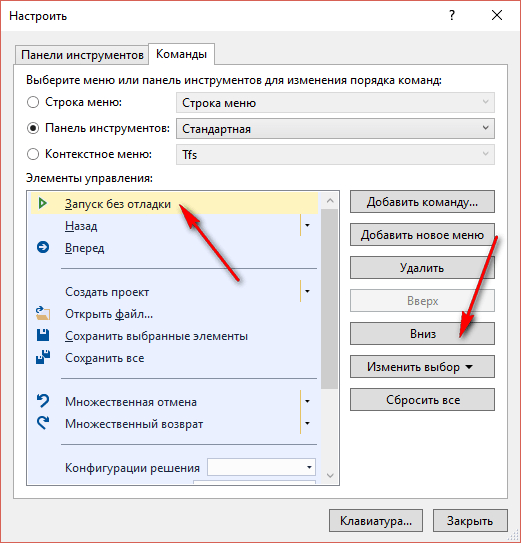 Настроить
Панели инструментов Команды
Выберите меню или панель инструментов для изменения порядка команд:
Строка меню: Строка меню
Панель инструментов: Стандартная
Контекстное меню: Tfs
Элементы управления:
Запуск без отладки Добавить команду...
Назад Добавить новое меню
Вперед Удалить
Создать проект Вверх
Открыть файл... Вниз
Сохранить выбранные элементы
Сохранить все Изменить выбор
Множественная отмена Сбросить все
Множественный возврат
Конфигурации решения
Клавиатура... Закрыть